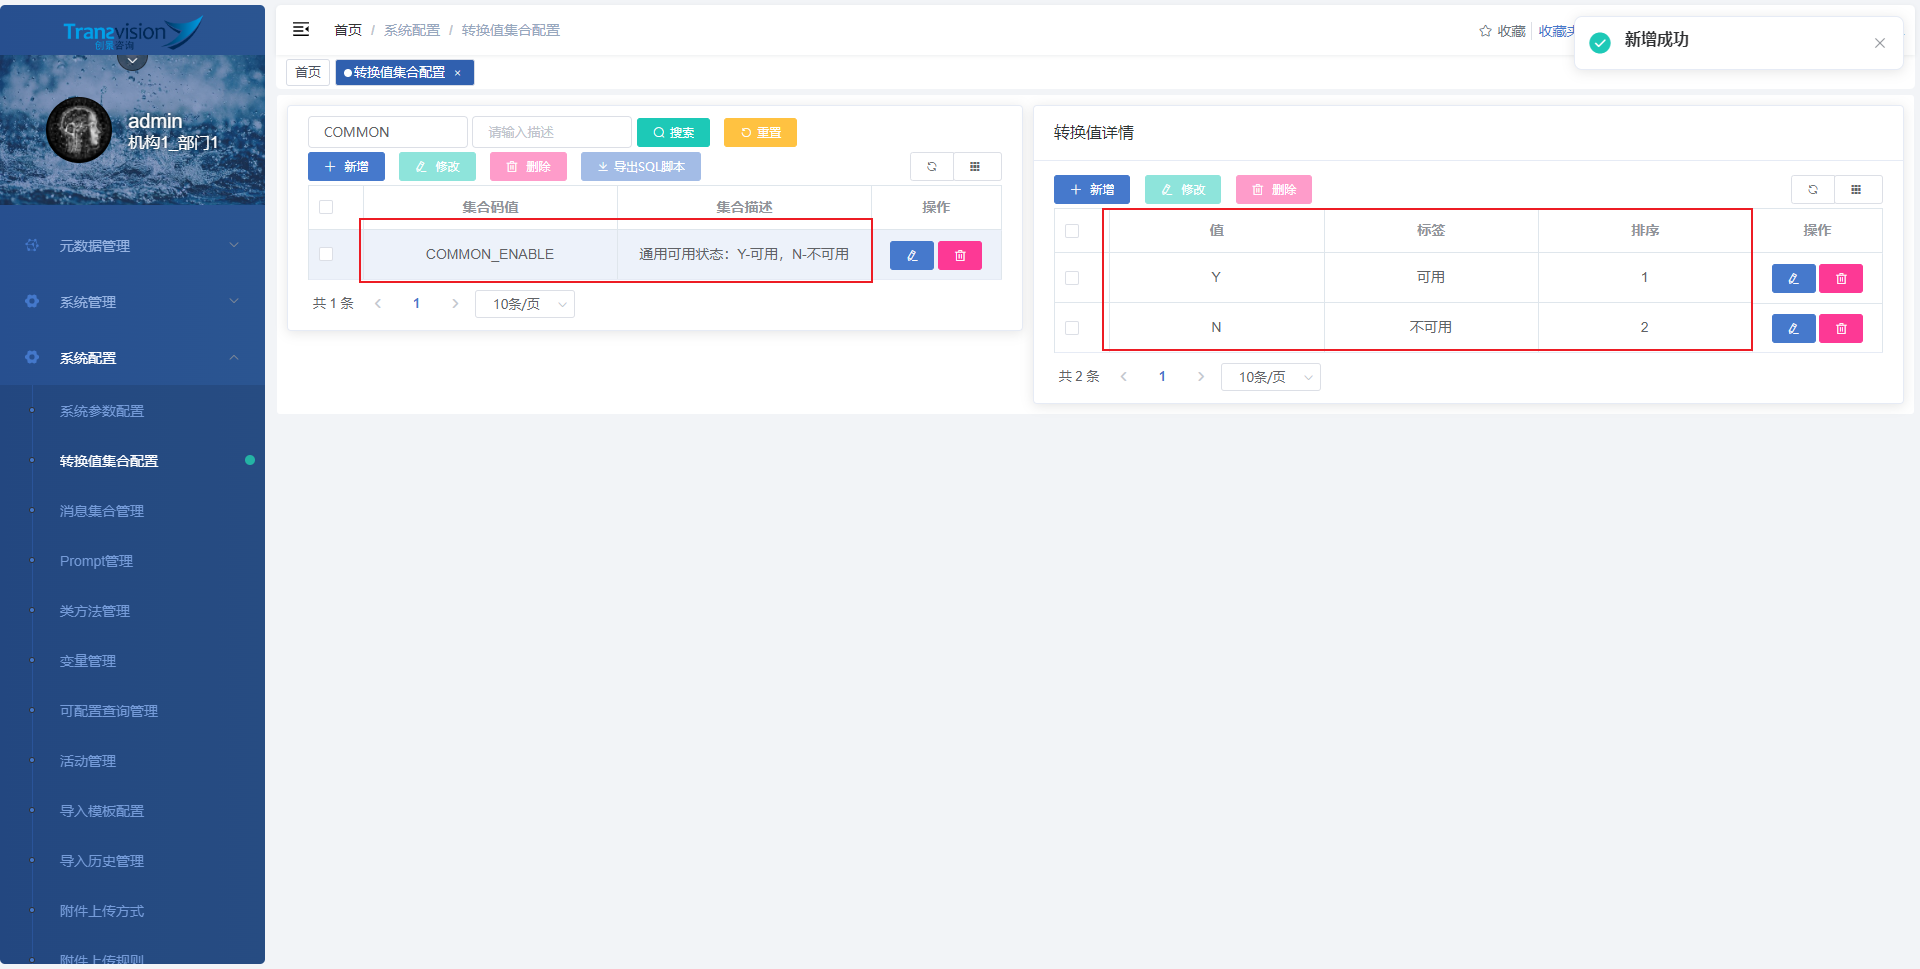 Tranzvision
创景咨询
admin
机构1_部门1
元数据管理
系统管理
系统配置
系统参数配置
转换值集合配置
消息集合管理
Prompt管理
类方法管理
变量管理
可配置查询管理
活动管理
导入模板配置
导入历史管理
附件上传方式
附件上传规则
首页 / 系统配置 / 转换值集合配置
收藏
收藏夹
新增成功
首页
转换值集合配置
COMMON
请输入描述
搜索
重置
新增
修改
删除
导出SQL脚本
集合码值 集合描述 操作
COMMON_ENABLE 通用可用状态：Y-可用，N-不可用
共 1 条 1 10条/页
转换值详情
新增
修改
删除
值 标签 排序 操作
Y 可用 1
N 不可用 2
共 2 条 1 10条/页